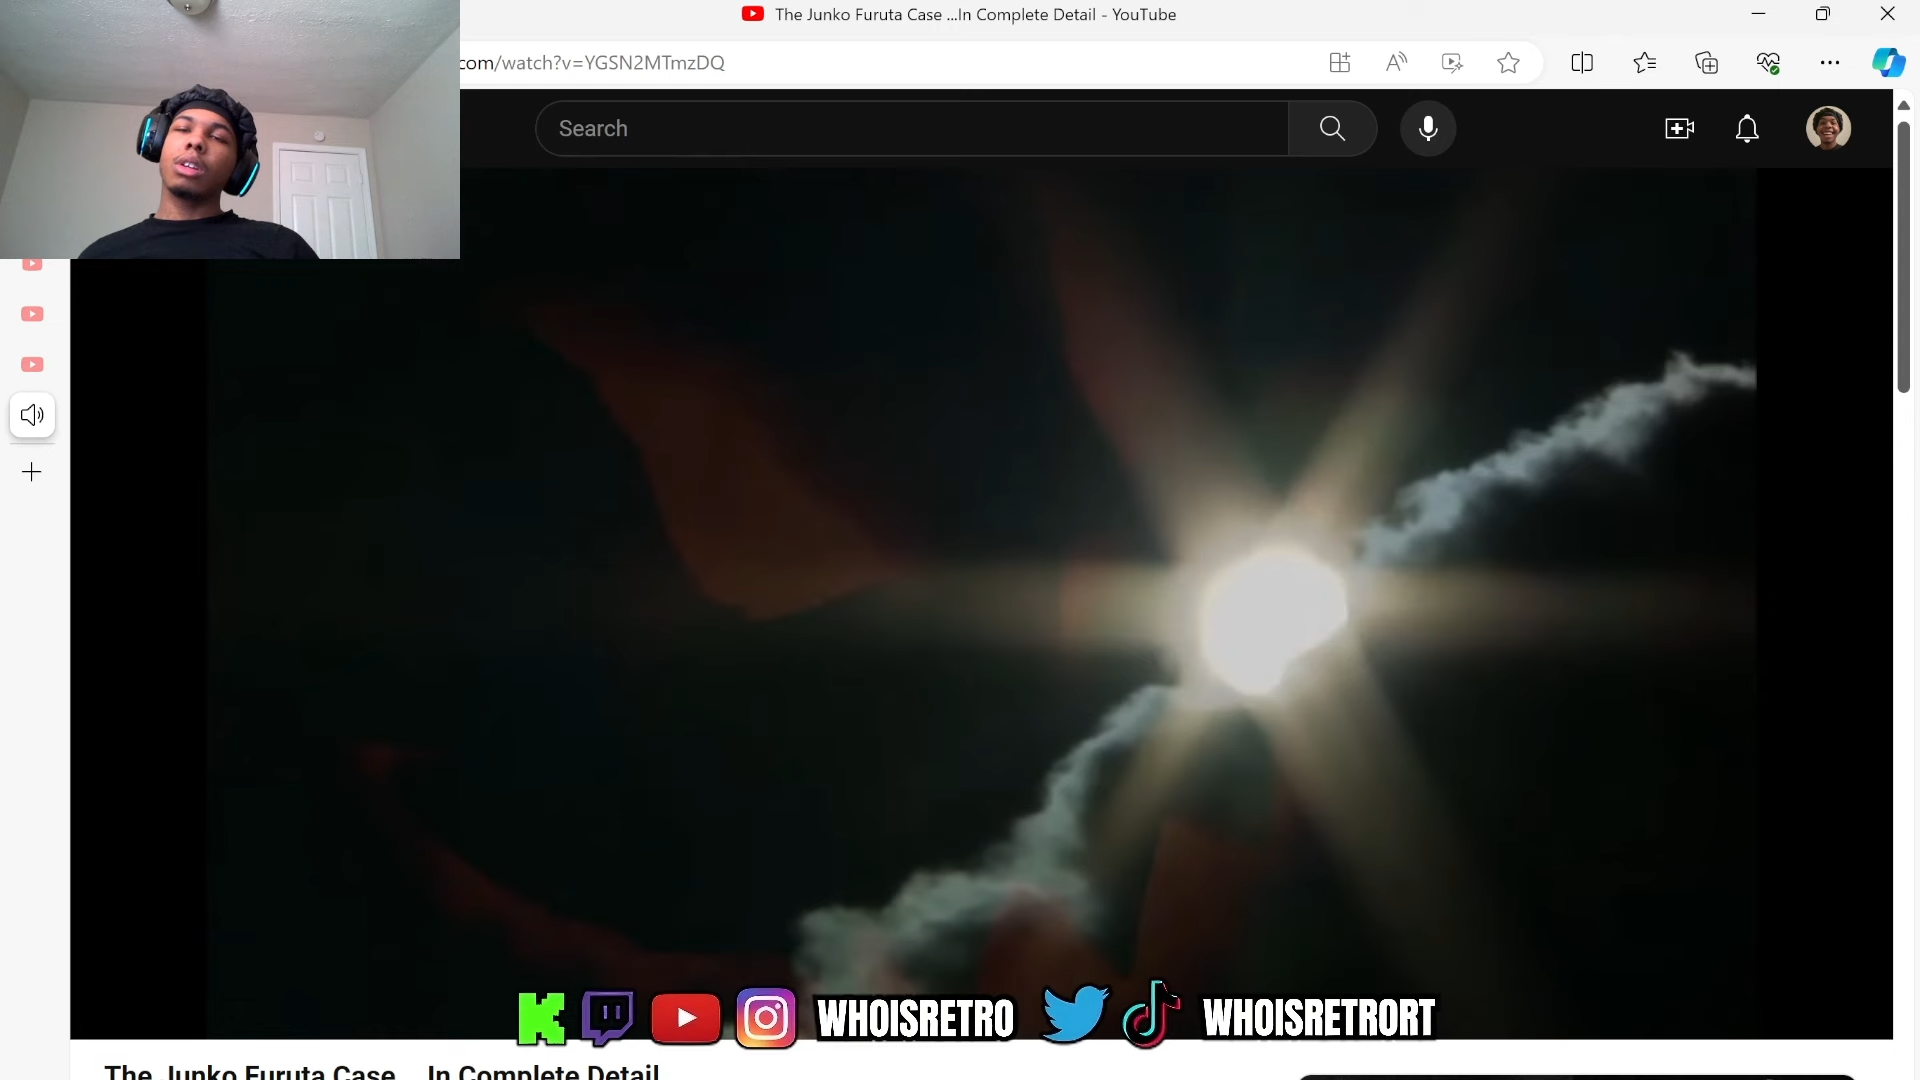 The Junko Furuta Case ...In Complete Detail - YouTube
com/watch?v=YGSN2MTmzDQ
Search
WHOISRETRO
WHOISRETRORT
The Junko Furuta Case ...In Complete Detail